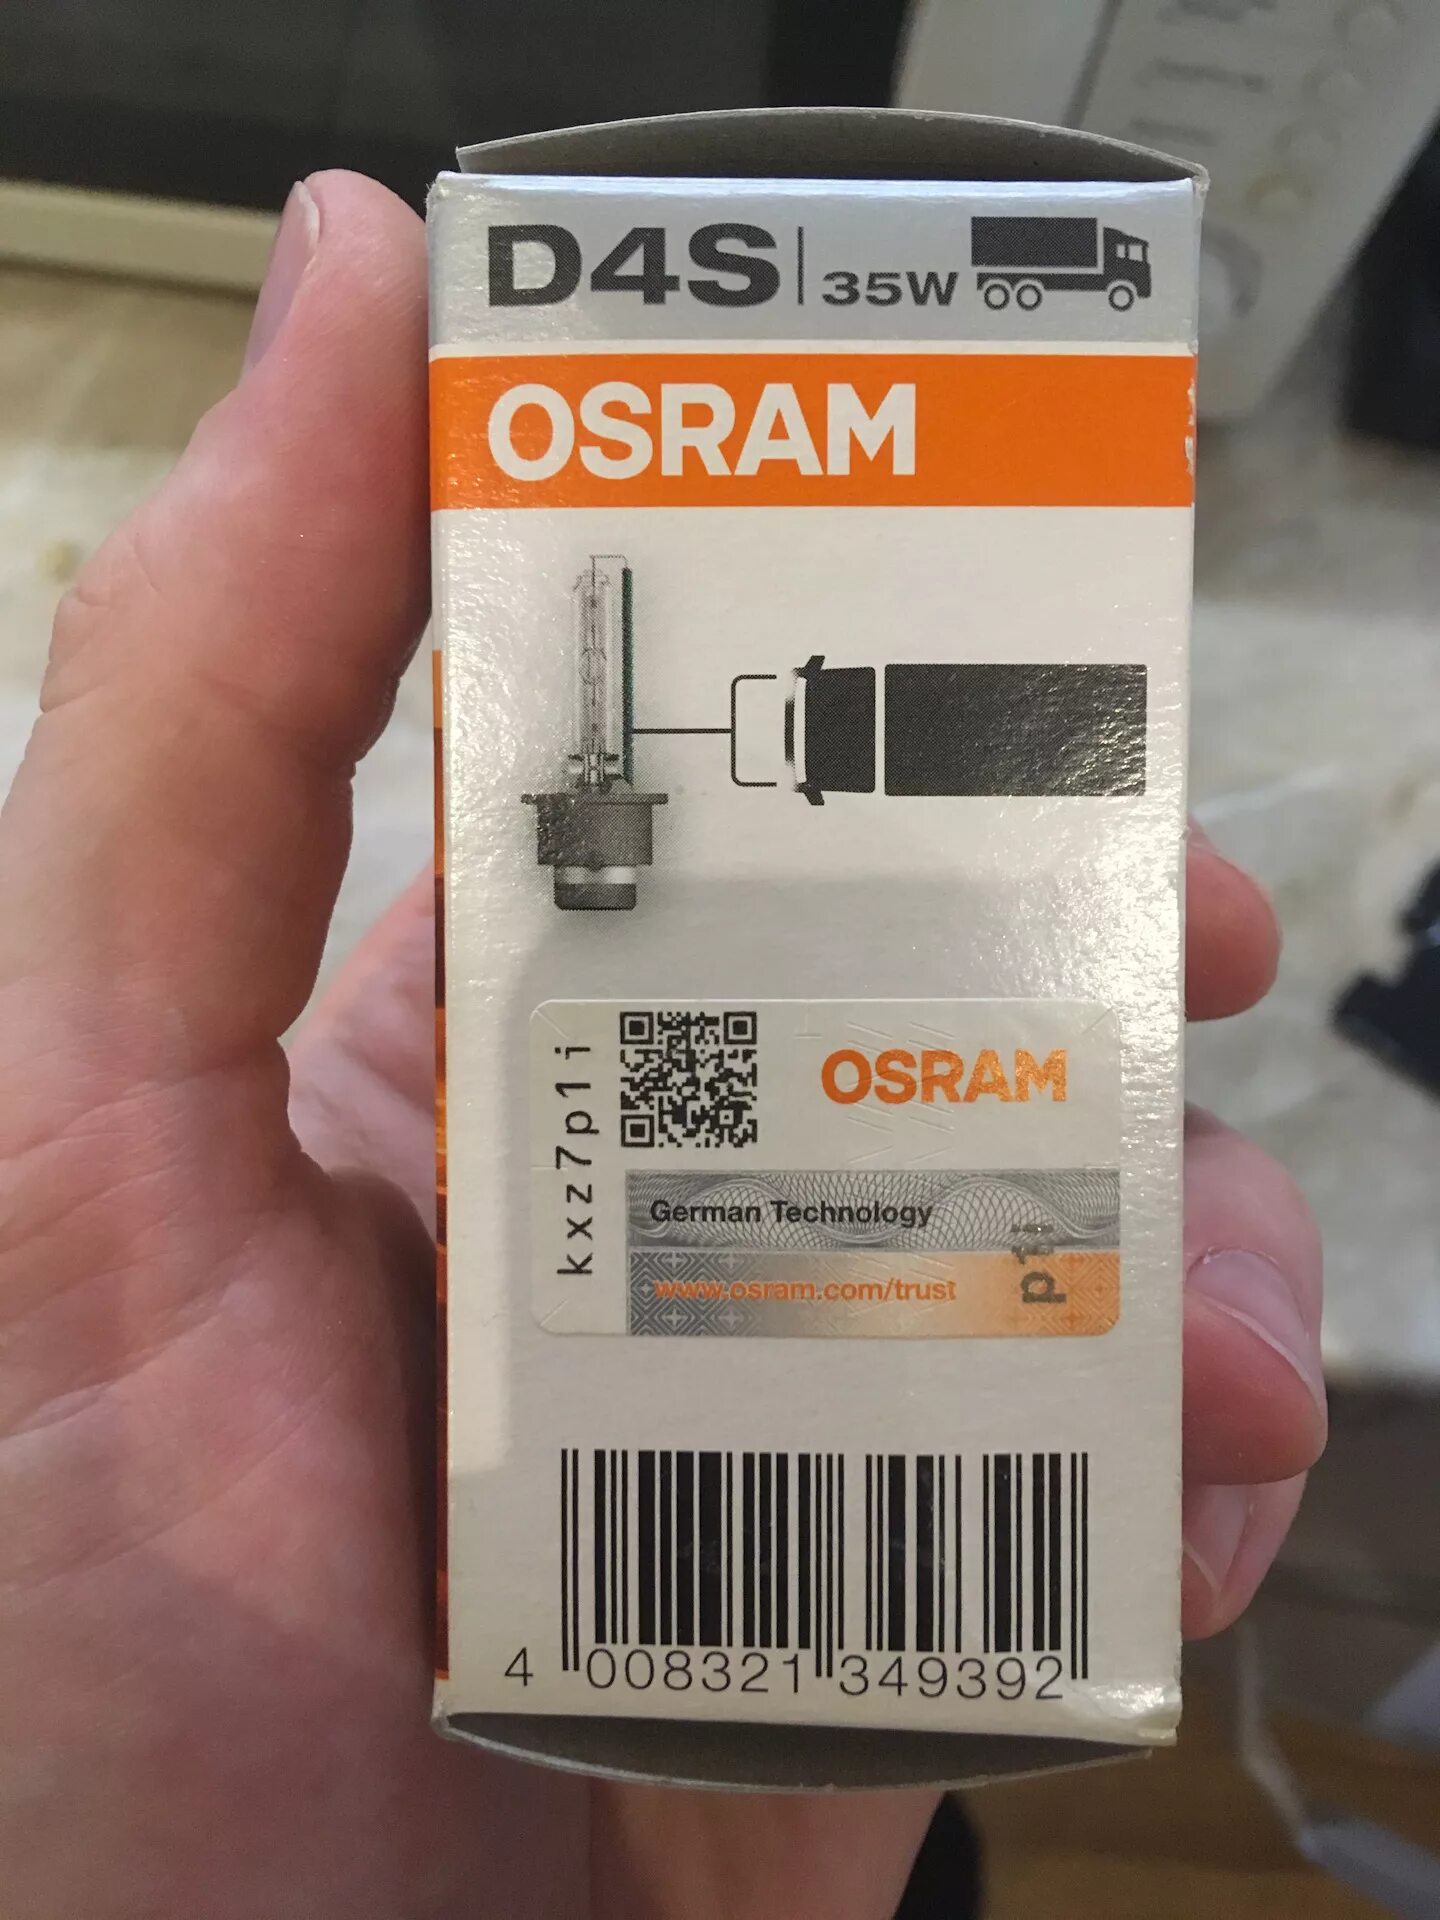 D4S 35W
OSRAM
kxz7p1i
OSRAM
German Technology
www.osram.com/trust
p1i
4 008321 349392